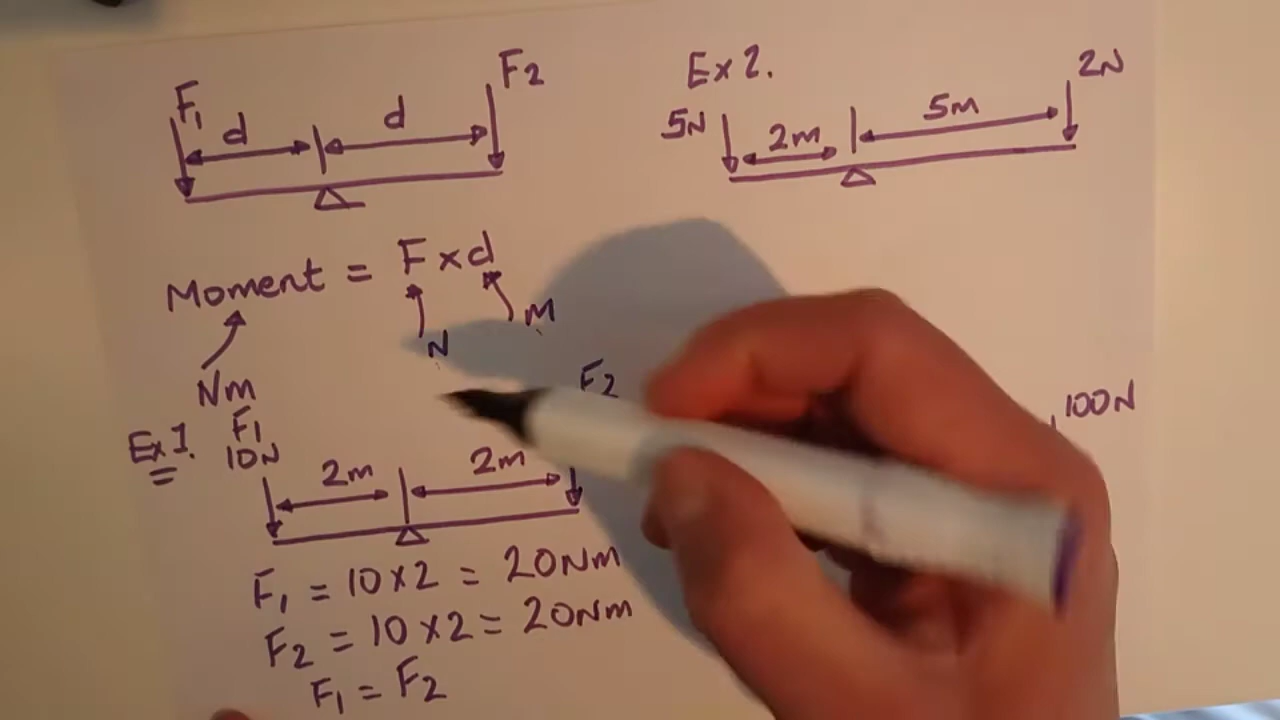 F₁ d d F₂
Moment = F x d
N m
Nm
Ex 1. F₁ F₂
10N 2m 2m
F₁ = 10 x 2 = 20Nm
F₂ = 10 x 2 = 20Nm
F₁ = F₂
Ex 2.
5N 2m 5m 2N
100N